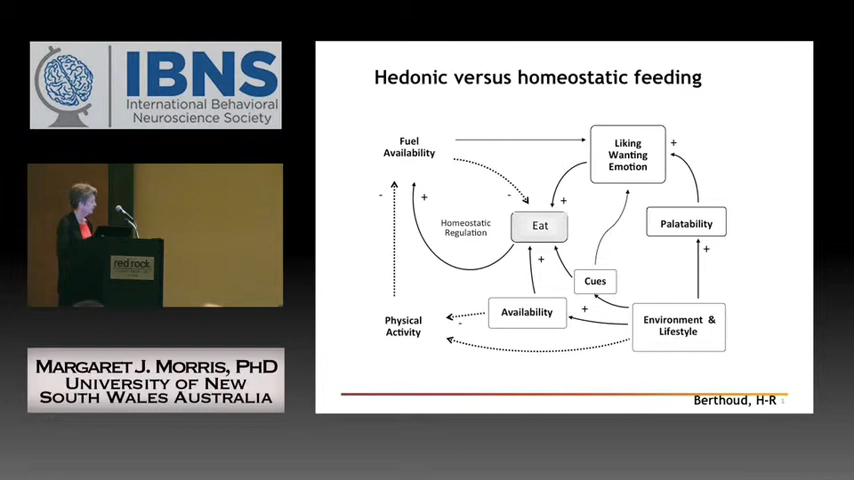 IBNS
International Behavioral
Neuroscience Society
red rock
MARGARET J. MORRIS, PHD
UNIVERSITY OF NEW
SOUTH WALES AUSTRALIA
Hedonic versus homeostatic feeding
Fuel
Availability
Liking
Wanting
Emotion
+
-
+
-
+
Homeostatic
Regulation
Eat
Palatability
+
+
Cues
Physical
Activity
-
Availability
+
Environment &
Lifestyle
Berthoud, H-R